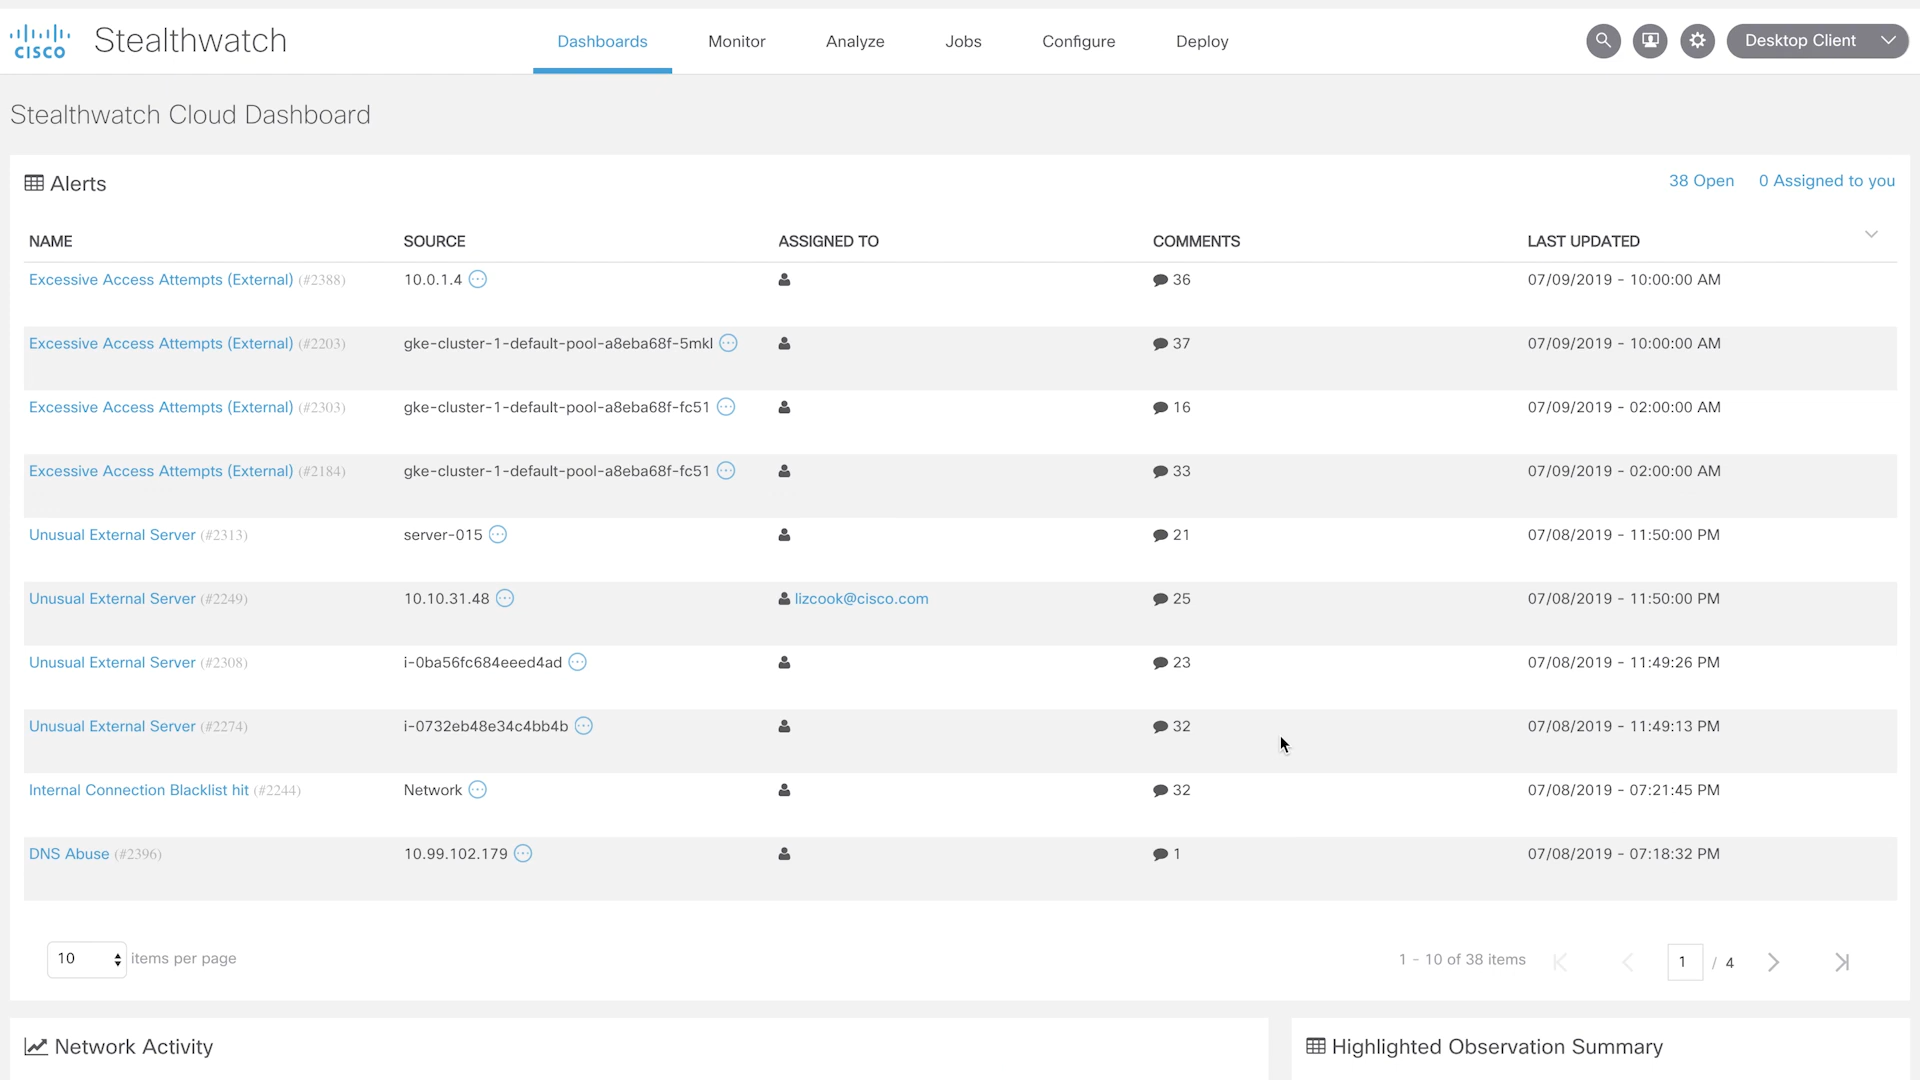 cisco Stealthwatch Dashboards Monitor Analyze Jobs Configure Deploy Desktop Client
Stealthwatch Cloud Dashboard
Alerts 38 Open 0 Assigned to you
NAME SOURCE ASSIGNED TO COMMENTS LAST UPDATED
Excessive Access Attempts (External) (#2388) 10.0.1.4 36 07/09/2019 - 10:00:00 AM
Excessive Access Attempts (External) (#2203) gke-cluster-1-default-pool-a8eba68f-5mkl 37 07/09/2019 - 10:00:00 AM
Excessive Access Attempts (External) (#2303) gke-cluster-1-default-pool-a8eba68f-fc51 16 07/09/2019 - 02:00:00 AM
Excessive Access Attempts (External) (#2184) gke-cluster-1-default-pool-a8eba68f-fc51 33 07/09/2019 - 02:00:00 AM
Unusual External Server (#2313) server-015 21 07/08/2019 - 11:50:00 PM
Unusual External Server (#2249) 10.10.31.48 lizcook@cisco.com 25 07/08/2019 - 11:50:00 PM
Unusual External Server (#2308) i-0ba56fc684eeed4ad 23 07/08/2019 - 11:49:26 PM
Unusual External Server (#2274) i-0732eb48e34c4bb4b 32 07/08/2019 - 11:49:13 PM
Internal Connection Blacklist hit (#2244) Network 32 07/08/2019 - 07:21:45 PM
DNS Abuse (#2396) 10.99.102.179 1 07/08/2019 - 07:18:32 PM
10 items per page 1 - 10 of 38 items 1 / 4
Network Activity Highlighted Observation Summary